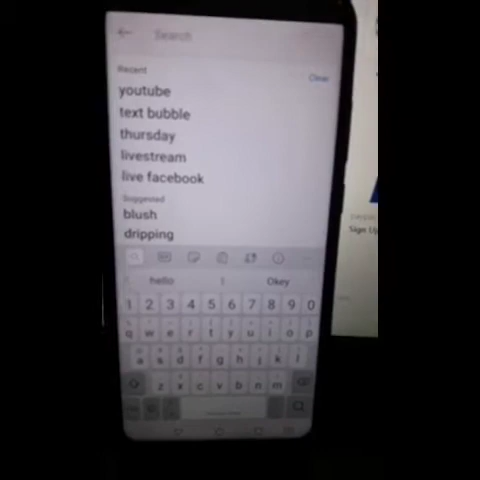 ← Search
Recent
Clear
youtube
text bubble
thursday
livestream
live facebook
Suggested
blush
dripping
hello
Okey
1 2 3 4 5 6 7 8 9 0
q w e r t y u i o p
a s d f g h j k l
z x c v b n m
Sign Up